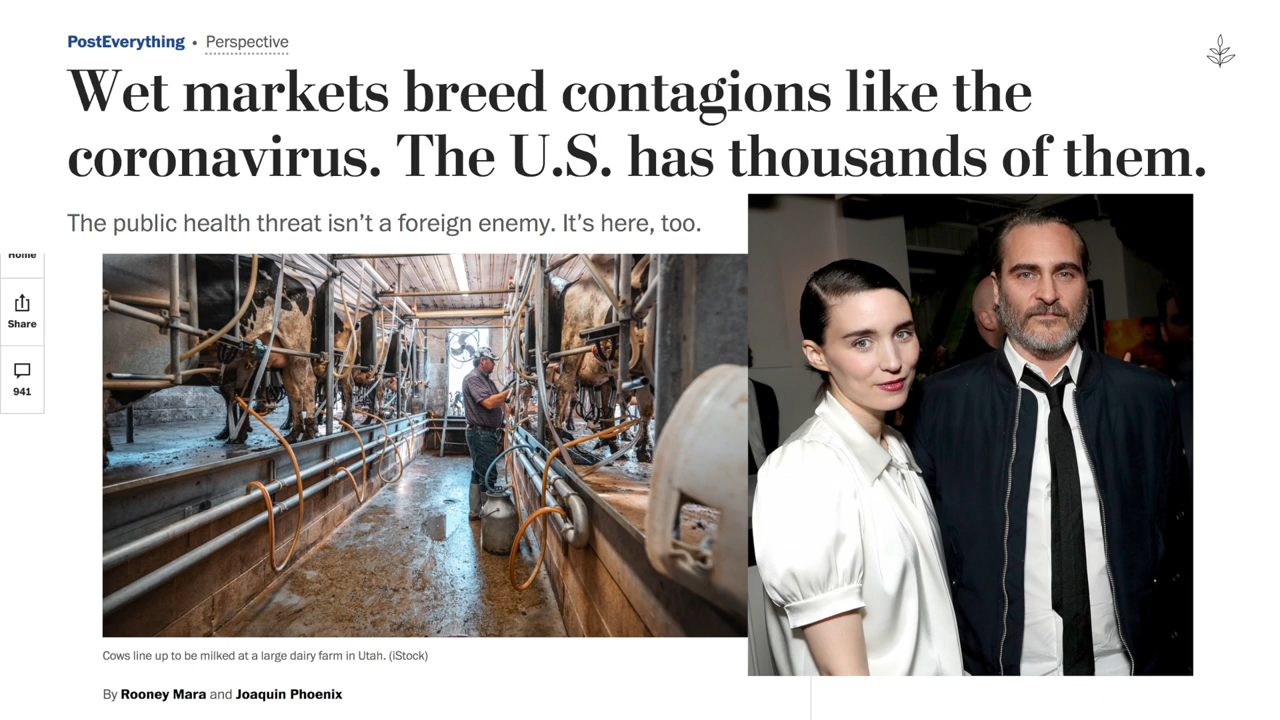 PostEverything • Perspective
Wet markets breed contagions like the
coronavirus. The U.S. has thousands of them.
The public health threat isn't a foreign enemy. It's here, too.
Home
Share
941
Cows line up to be milked at a large dairy farm in Utah. (iStock)
By Rooney Mara and Joaquin Phoenix